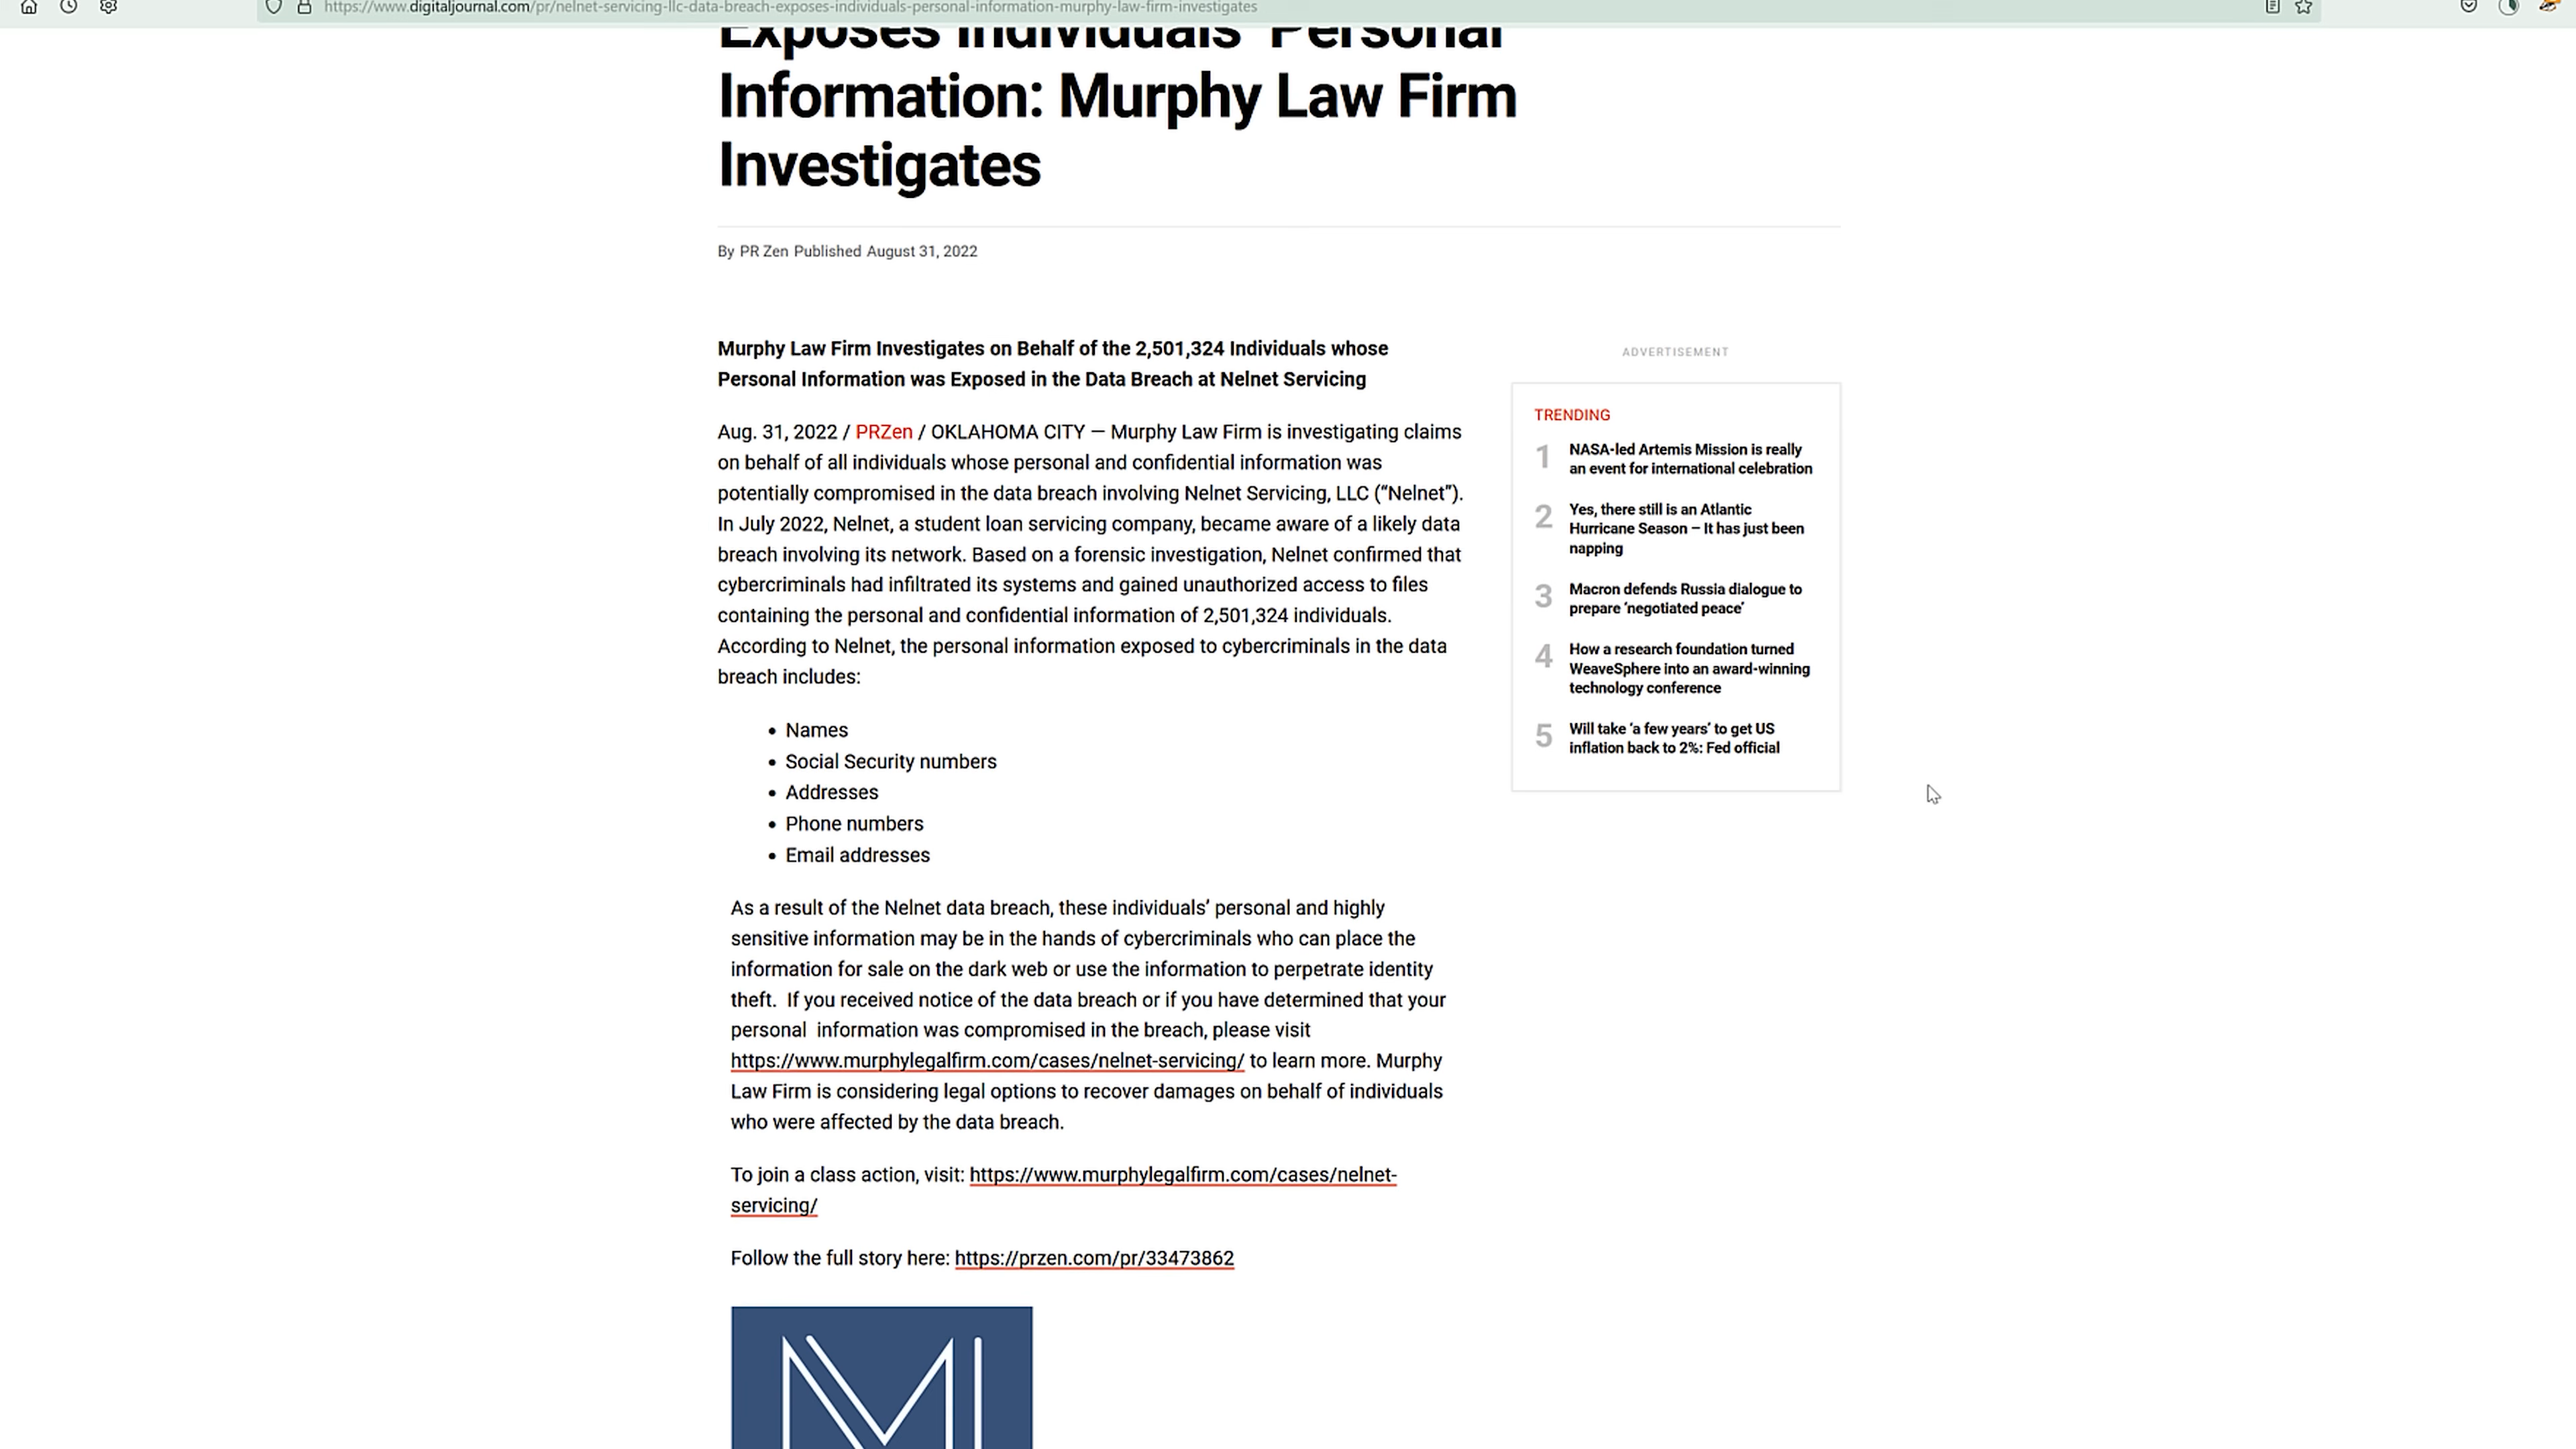 https://www.digitaljournal.com/pr/nelnet-servicing-llc-data-breach-exposes-individuals-personal-information-murphy-law-firm-investigates
Exposes Individuals' Personal
Information: Murphy Law Firm
Investigates
By PR Zen Published August 31, 2022
Murphy Law Firm Investigates on Behalf of the 2,501,324 Individuals whose
Personal Information was Exposed in the Data Breach at Nelnet Servicing
Aug. 31, 2022 / PRZen / OKLAHOMA CITY — Murphy Law Firm is investigating claims
on behalf of all individuals whose personal and confidential information was
potentially compromised in the data breach involving Nelnet Servicing, LLC (“Nelnet”).
In July 2022, Nelnet, a student loan servicing company, became aware of a likely data
breach involving its network. Based on a forensic investigation, Nelnet confirmed that
cybercriminals had infiltrated its systems and gained unauthorized access to files
containing the personal and confidential information of 2,501,324 individuals.
According to Nelnet, the personal information exposed to cybercriminals in the data
breach includes:
• Names
• Social Security numbers
• Addresses
• Phone numbers
• Email addresses
As a result of the Nelnet data breach, these individuals’ personal and highly
sensitive information may be in the hands of cybercriminals who can place the
information for sale on the dark web or use the information to perpetrate identity
theft.  If you received notice of the data breach or if you have determined that your
personal  information was compromised in the breach, please visit
https://www.murphylegalfirm.com/cases/nelnet-servicing/ to learn more. Murphy
Law Firm is considering legal options to recover damages on behalf of individuals
who were affected by the data breach.
To join a class action, visit: https://www.murphylegalfirm.com/cases/nelnet-
servicing/
Follow the full story here: https://przen.com/pr/33473862
ADVERTISEMENT
TRENDING
1 NASA-led Artemis Mission is really
an event for international celebration
2 Yes, there still is an Atlantic
Hurricane Season – It has just been
napping
3 Macron defends Russia dialogue to
prepare ‘negotiated peace’
4 How a research foundation turned
WeaveSphere into an award-winning
technology conference
5 Will take ‘a few years’ to get US
inflation back to 2%: Fed official